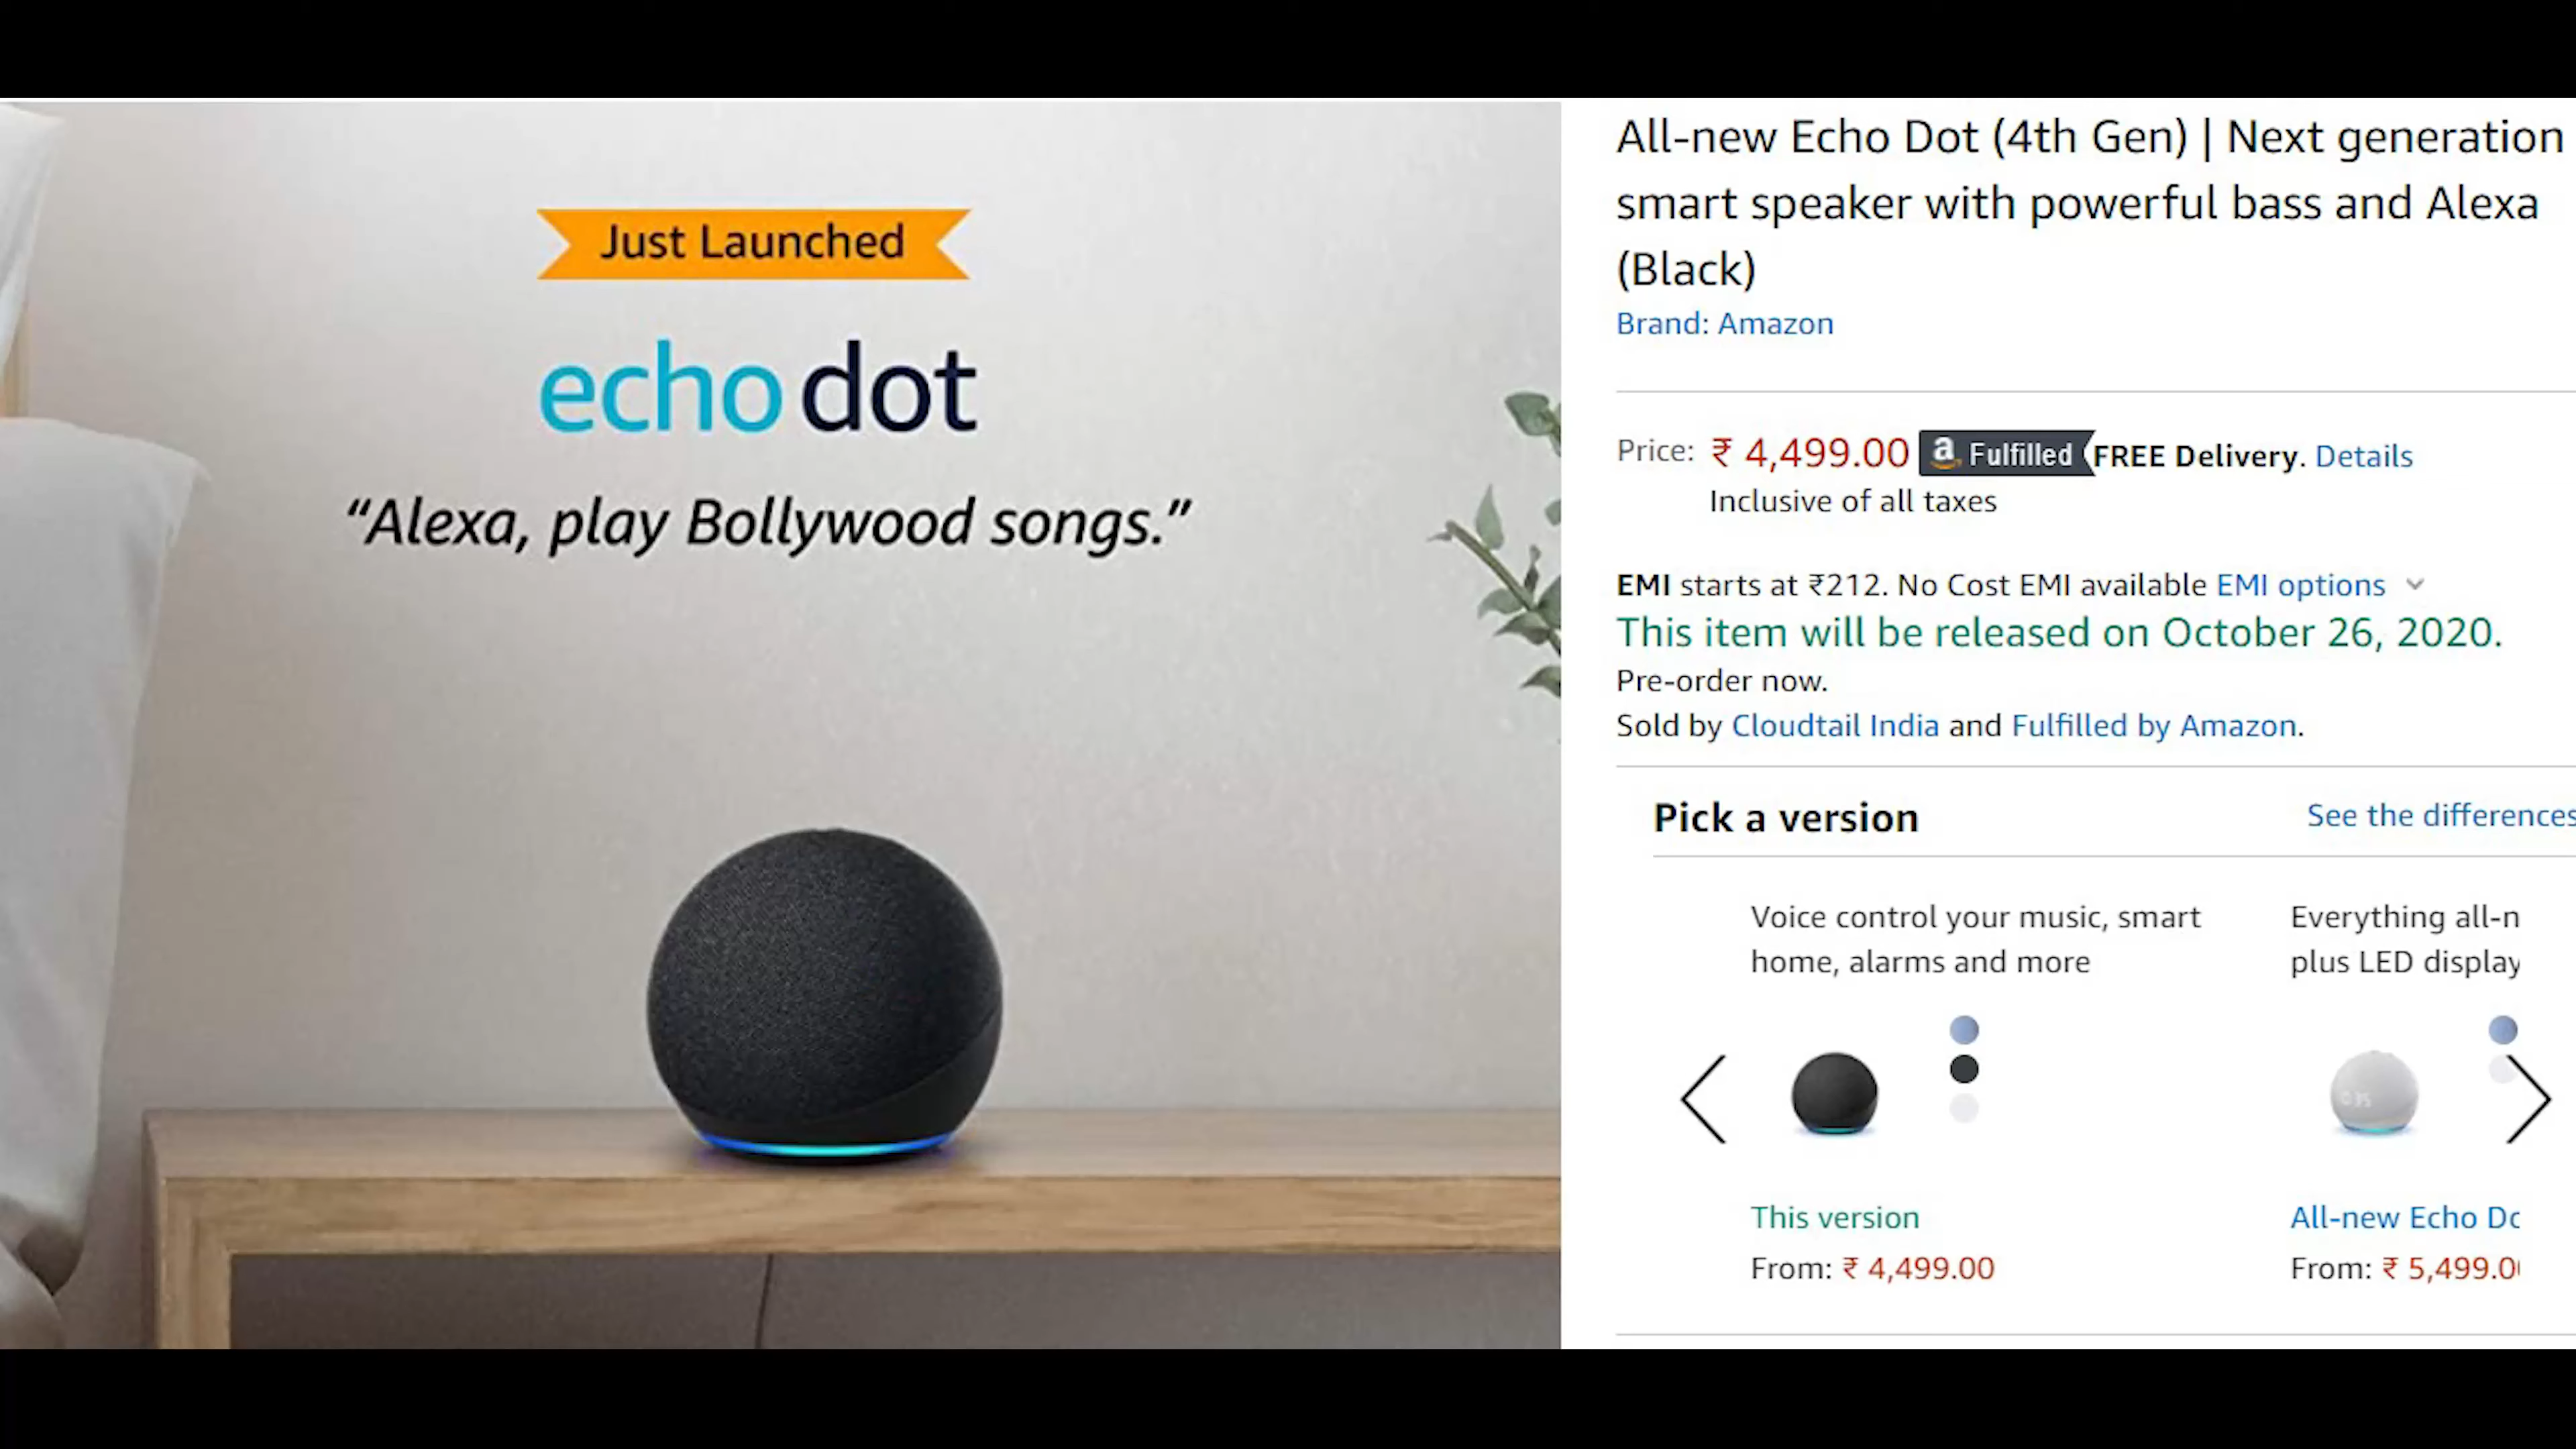 Just Launched
echo dot
“Alexa, play Bollywood songs.”
All-new Echo Dot (4th Gen) | Next generation
smart speaker with powerful bass and Alexa
(Black)
Brand: Amazon
Price: ₹ 4,499.00 a Fulfilled FREE Delivery. Details
Inclusive of all taxes
EMI starts at ₹212. No Cost EMI available EMI options
This item will be released on October 26, 2020.
Pre-order now.
Sold by Cloudtail India and Fulfilled by Amazon.
Pick a version
See the differences
Voice control your music, smart
home, alarms and more
Everything all-n
plus LED display
This version
From: ₹ 4,499.00
All-new Echo Do
From: ₹ 5,499.0